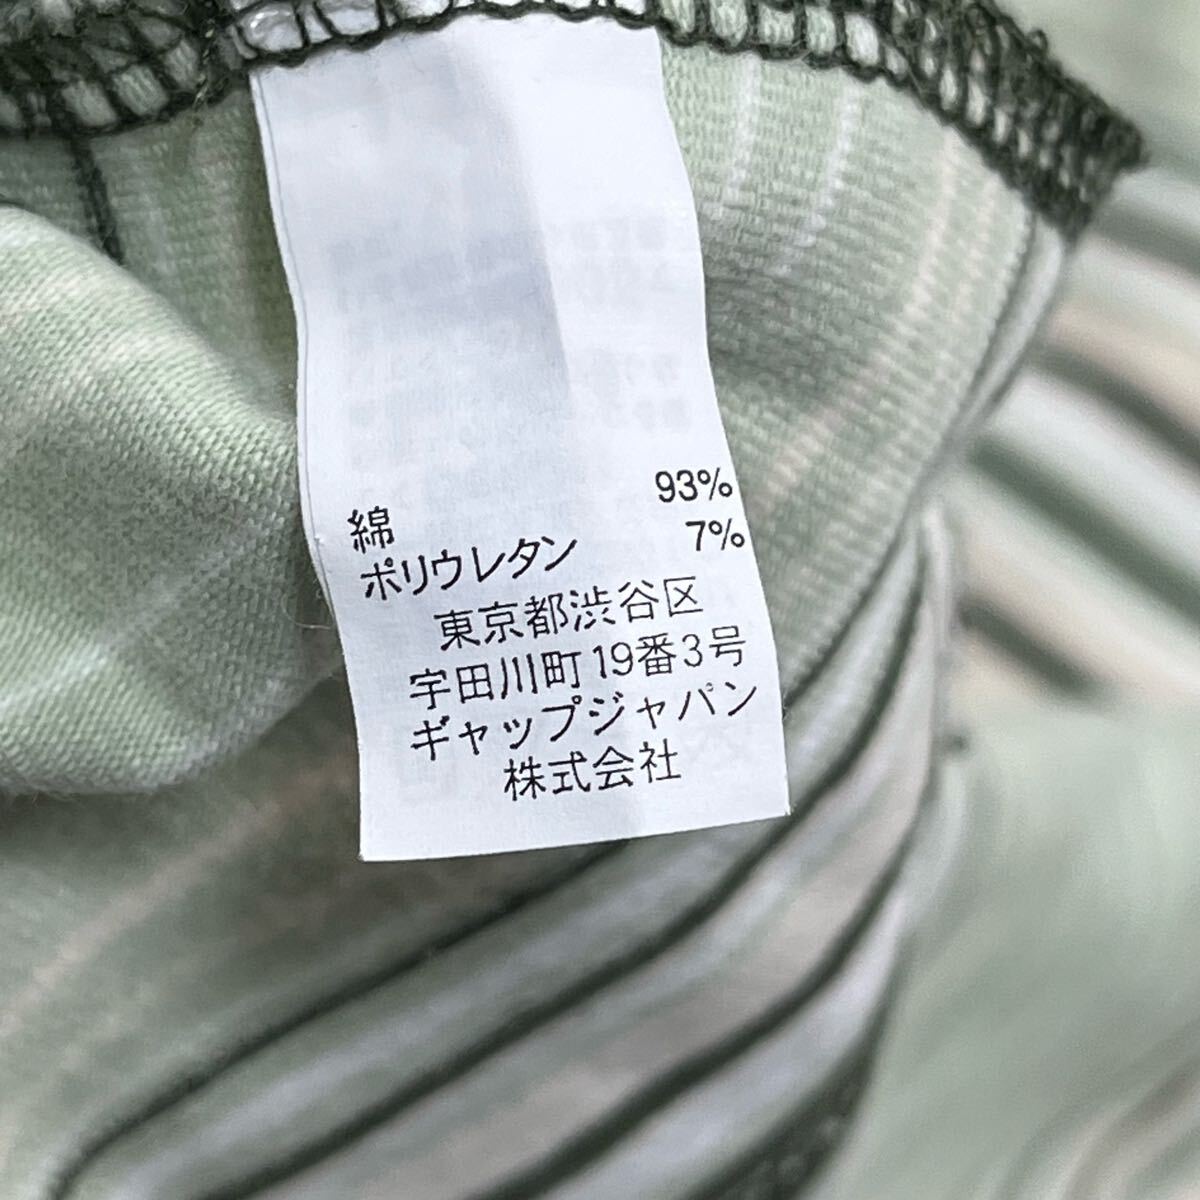 綿 93%
ポリウレタン 7%
東京都渋谷区
宇田川町19番3号
ギャップジャパン
株式会社